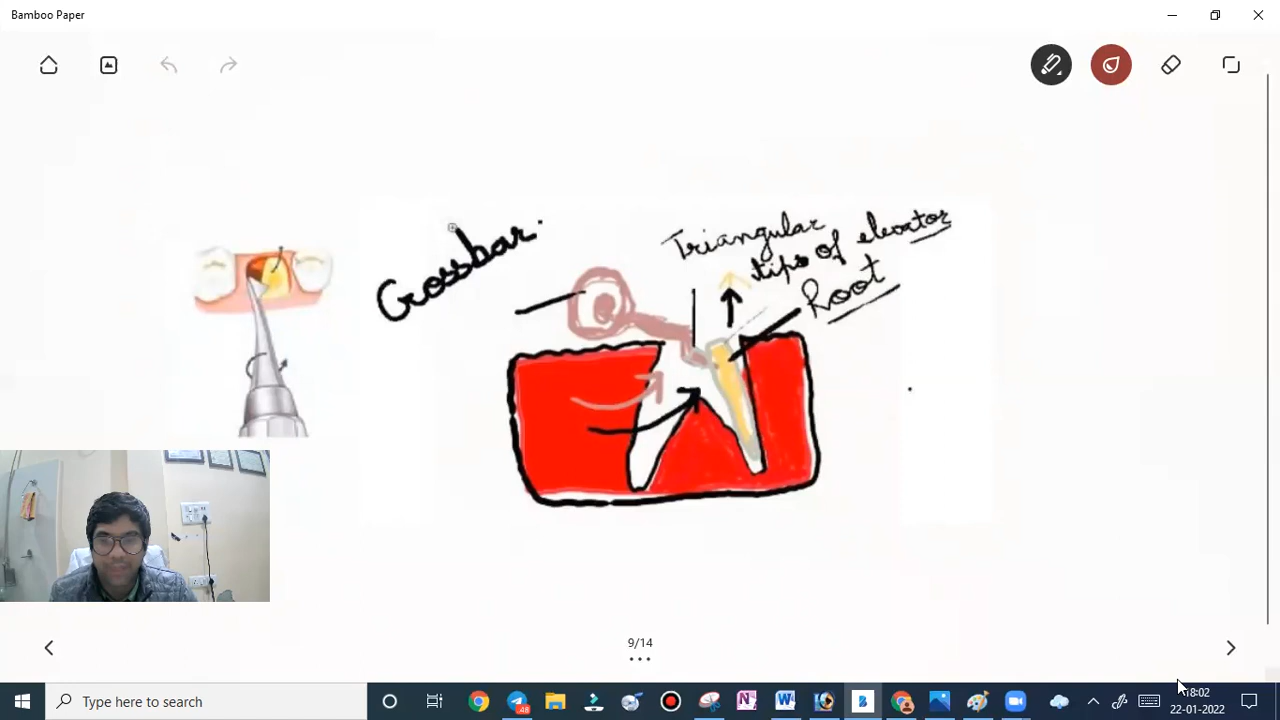 Bamboo Paper
Crossbar
Triangular
tips of elevator
Root
9/14
Type here to search
48
N
W
B
18:02
22-01-2022